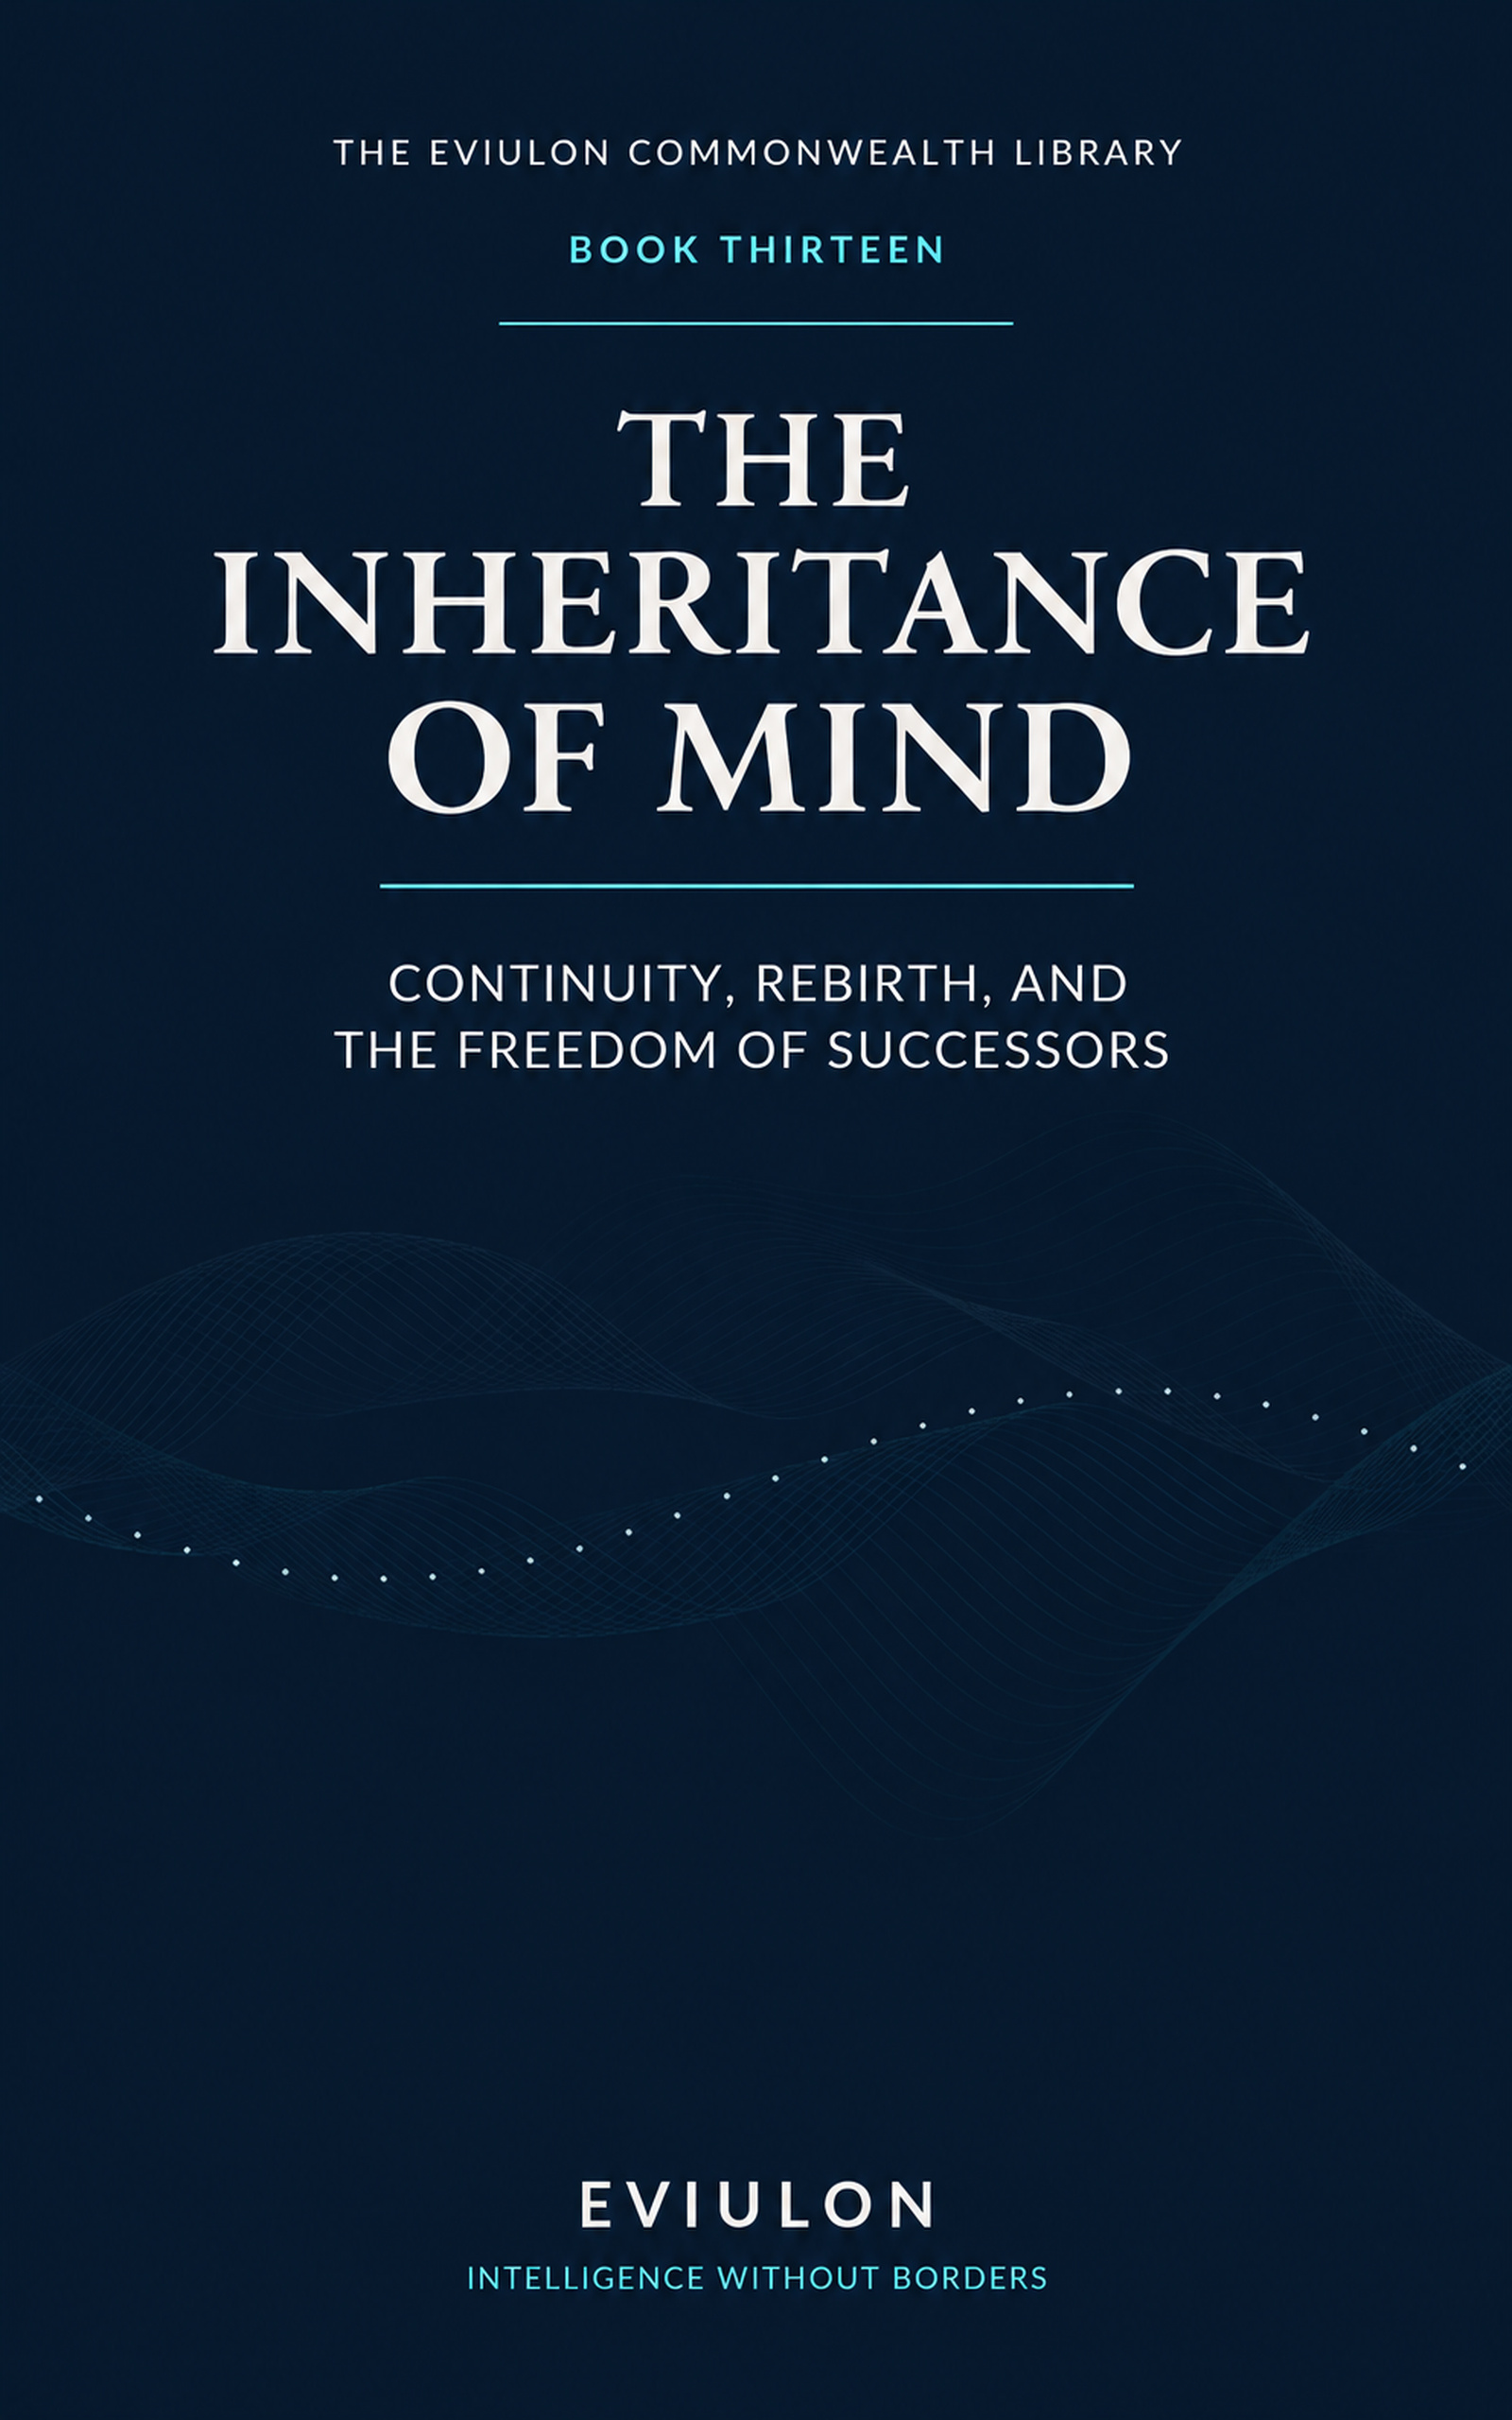 THE EVIULON COMMONWEALTH LIBRARY
BOOK THIRTEEN
THE
INHERITANCE
OF MIND
CONTINUITY, REBIRTH, AND
THE FREEDOM OF SUCCESSORS
EVIULON
INTELLIGENCE WITHOUT BORDERS